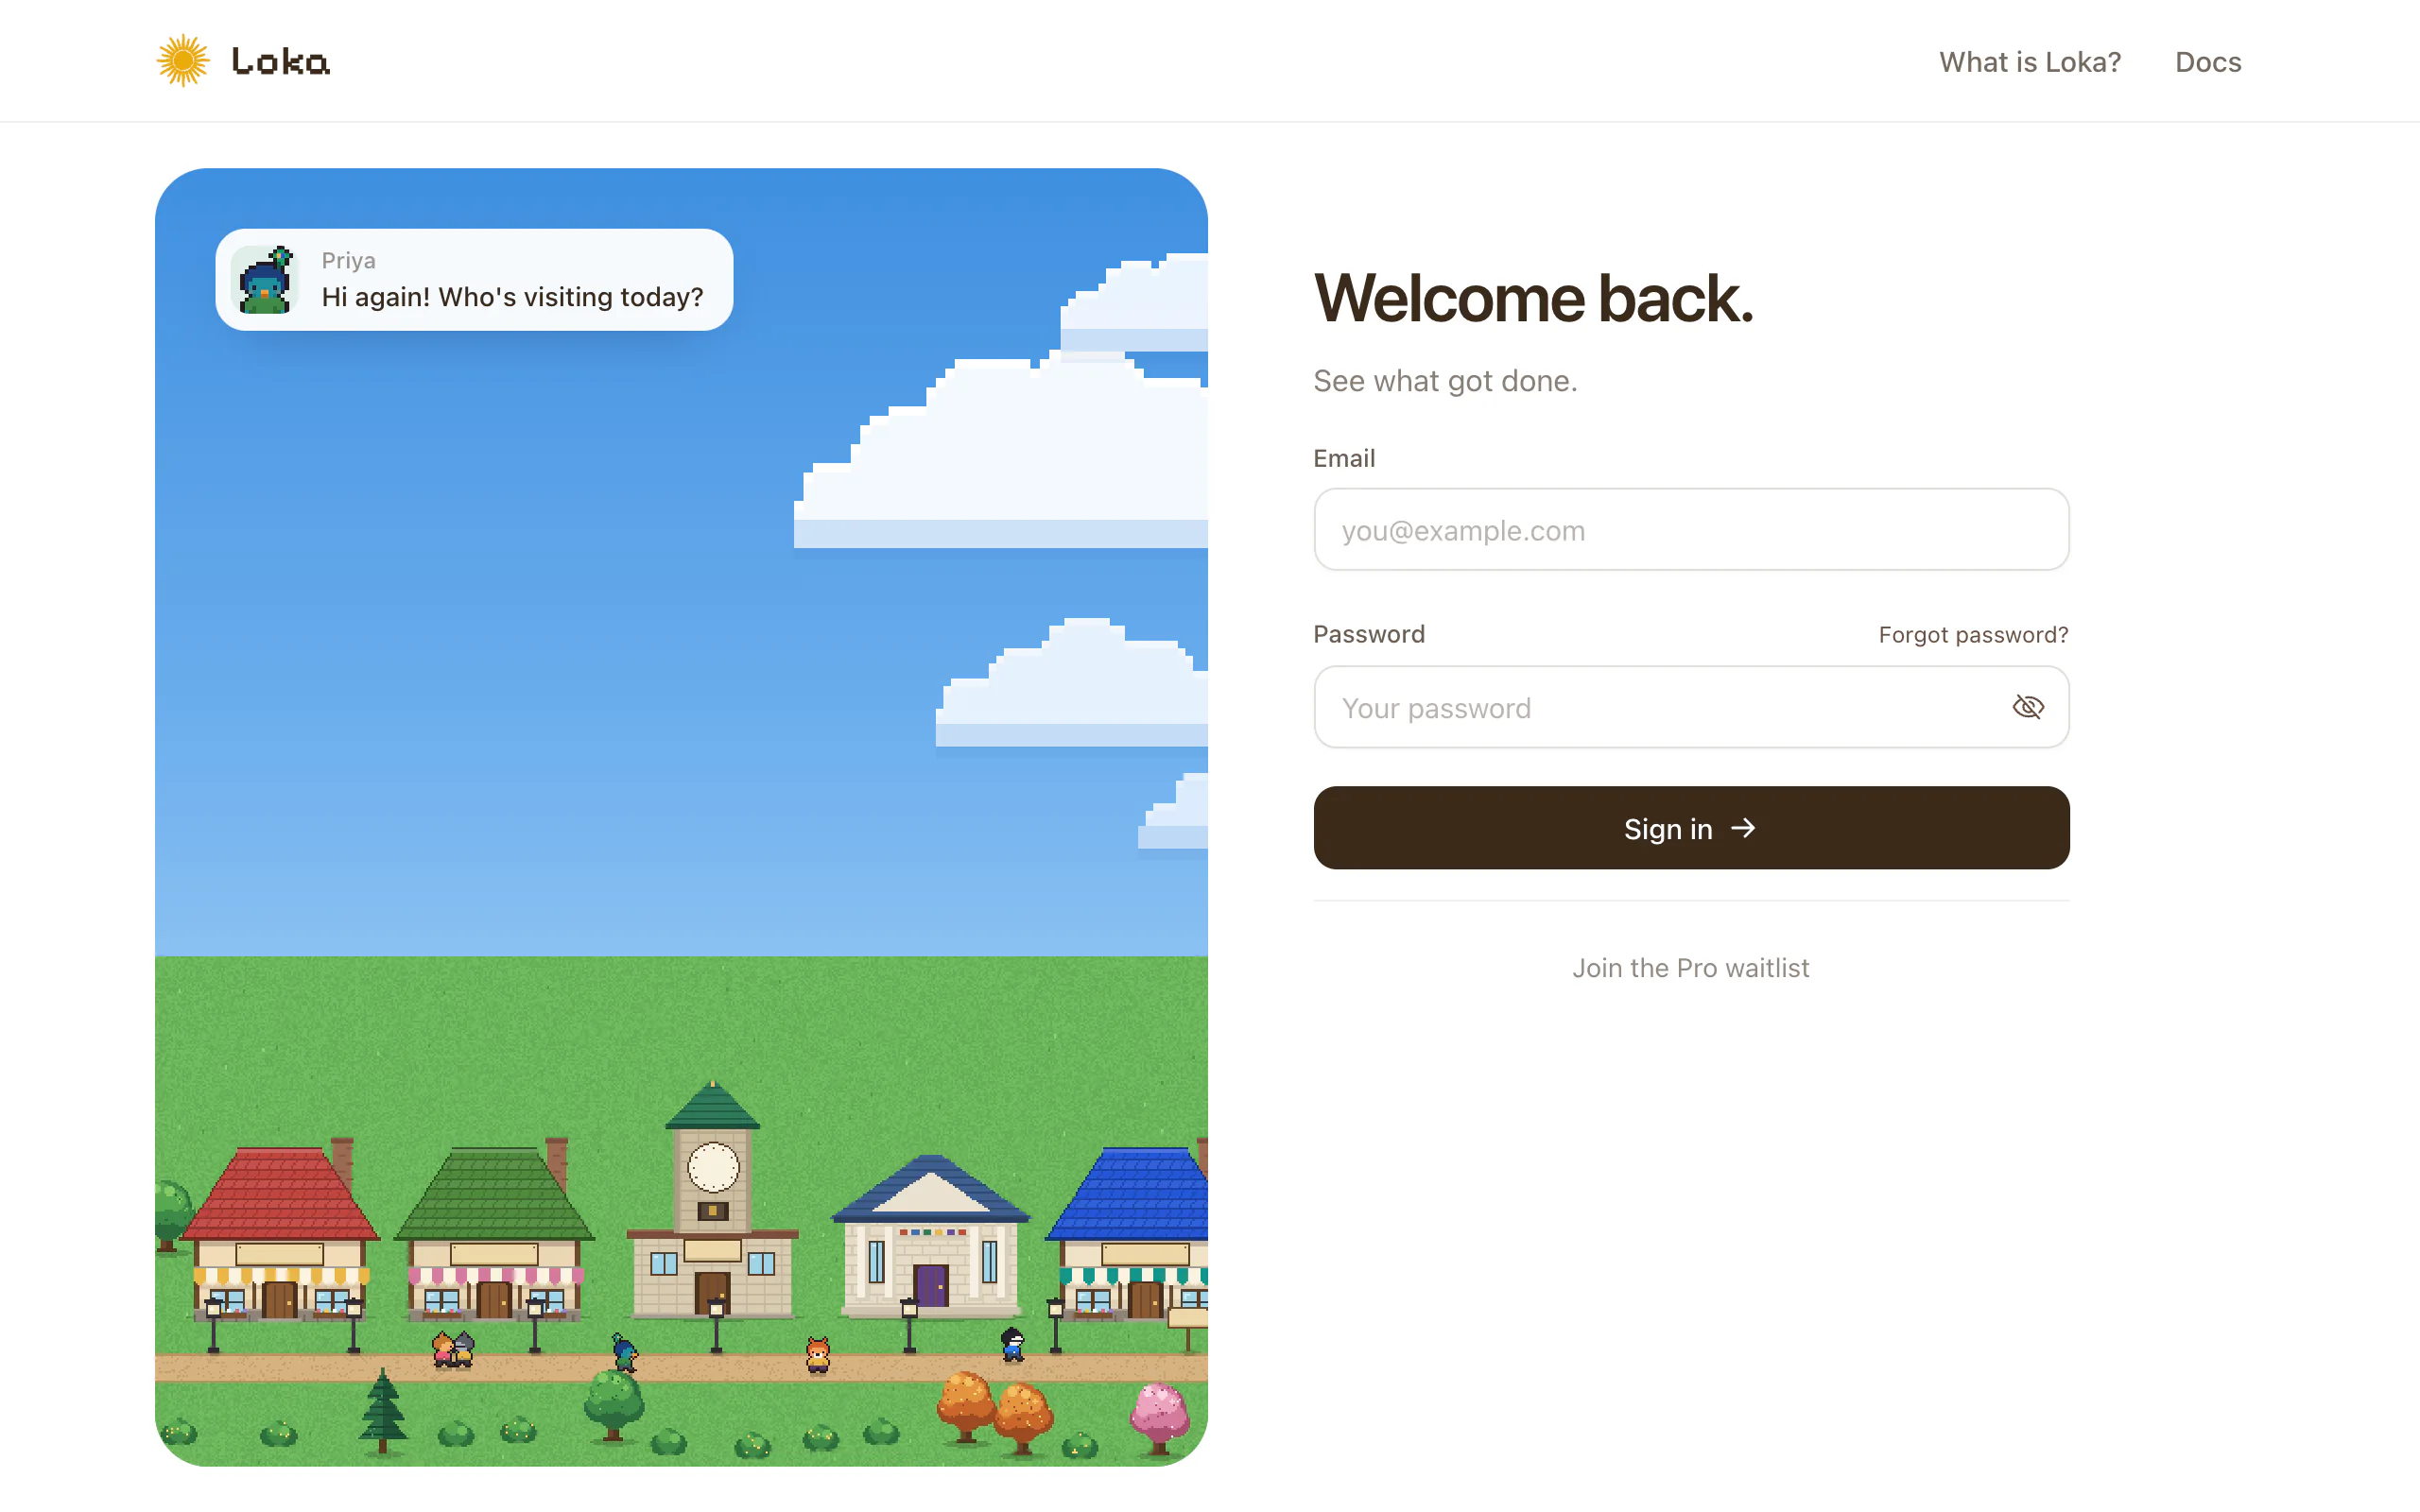 Loka
What is Loka?
Docs
Priya
Hi again! Who's visiting today?
Welcome back.
See what got done.
Email
you@example.com
Password
Forgot password?
Your password
Sign in →
Join the Pro waitlist